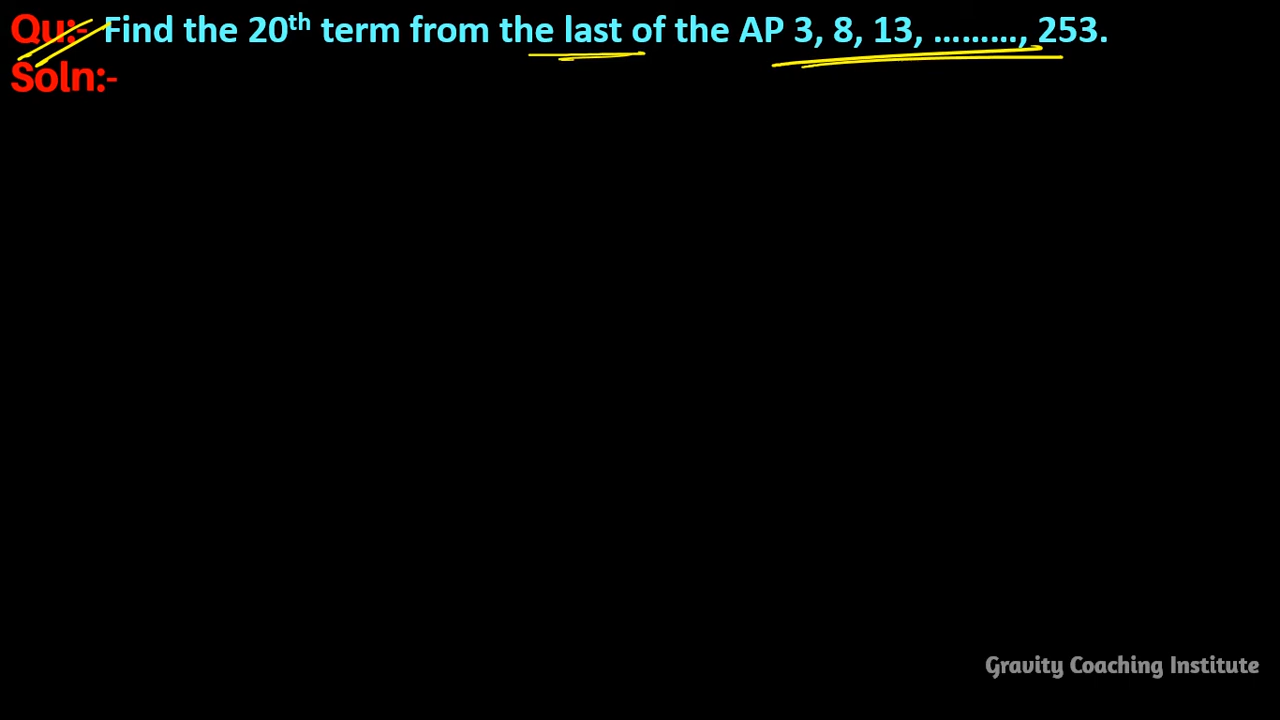 Qu:- Find the 20th term from the last of the AP 3, 8, 13, ………, 253.
Soln:-
Gravity Coaching Institute